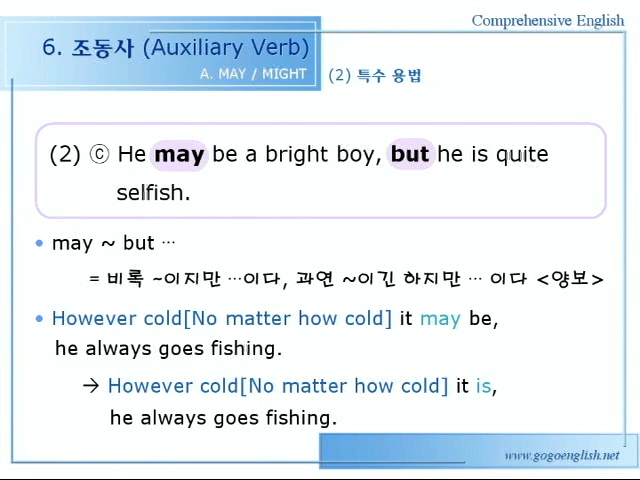 Comprehensive English
6. 조동사 (Auxiliary Verb)
A. MAY / MIGHT
(2) 특수 용법
(2) ⓒ He may be a bright boy, but he is quite
selfish.
• may ~ but …
= 비록 ~이지만 …이다, 과연 ~이긴 하지만 … 이다 <양보>
• However cold[No matter how cold] it may be,
he always goes fishing.
→ However cold[No matter how cold] it is,
he always goes fishing.
www.gogoenglish.net